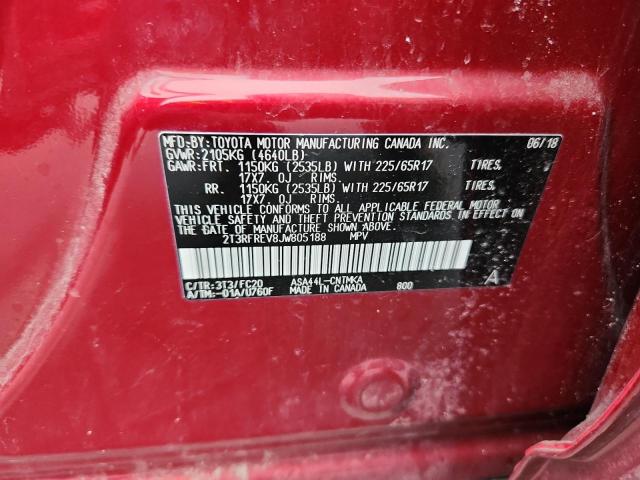 MFD-BY: TOYOTA MOTOR MANUFACTURING CANADA INC. 06/18
GVWR: 2105KG (4640LB)
GAWR: FRT. 1150KG (2535LB) WITH 225/65R17 TIRES,
17X7.0J RIMS.
RR. 1150KG (2535LB) WITH 225/65R17 TIRES,
17X7.0J RIMS.
THIS VEHICLE CONFORMS TO ALL APPLICABLE FEDERAL MOTOR
VEHICLE SAFETY AND THEFT PREVENTION STANDARDS IN EFFECT ON
THE DATE OF MANUFACTURE SHOWN ABOVE.
2T3RFREV8JW805188 MPV
C/TR: 3T3/FC20 ASA44L-CNTMKA A
A/TM: -01A/U760F MADE IN CANADA 800